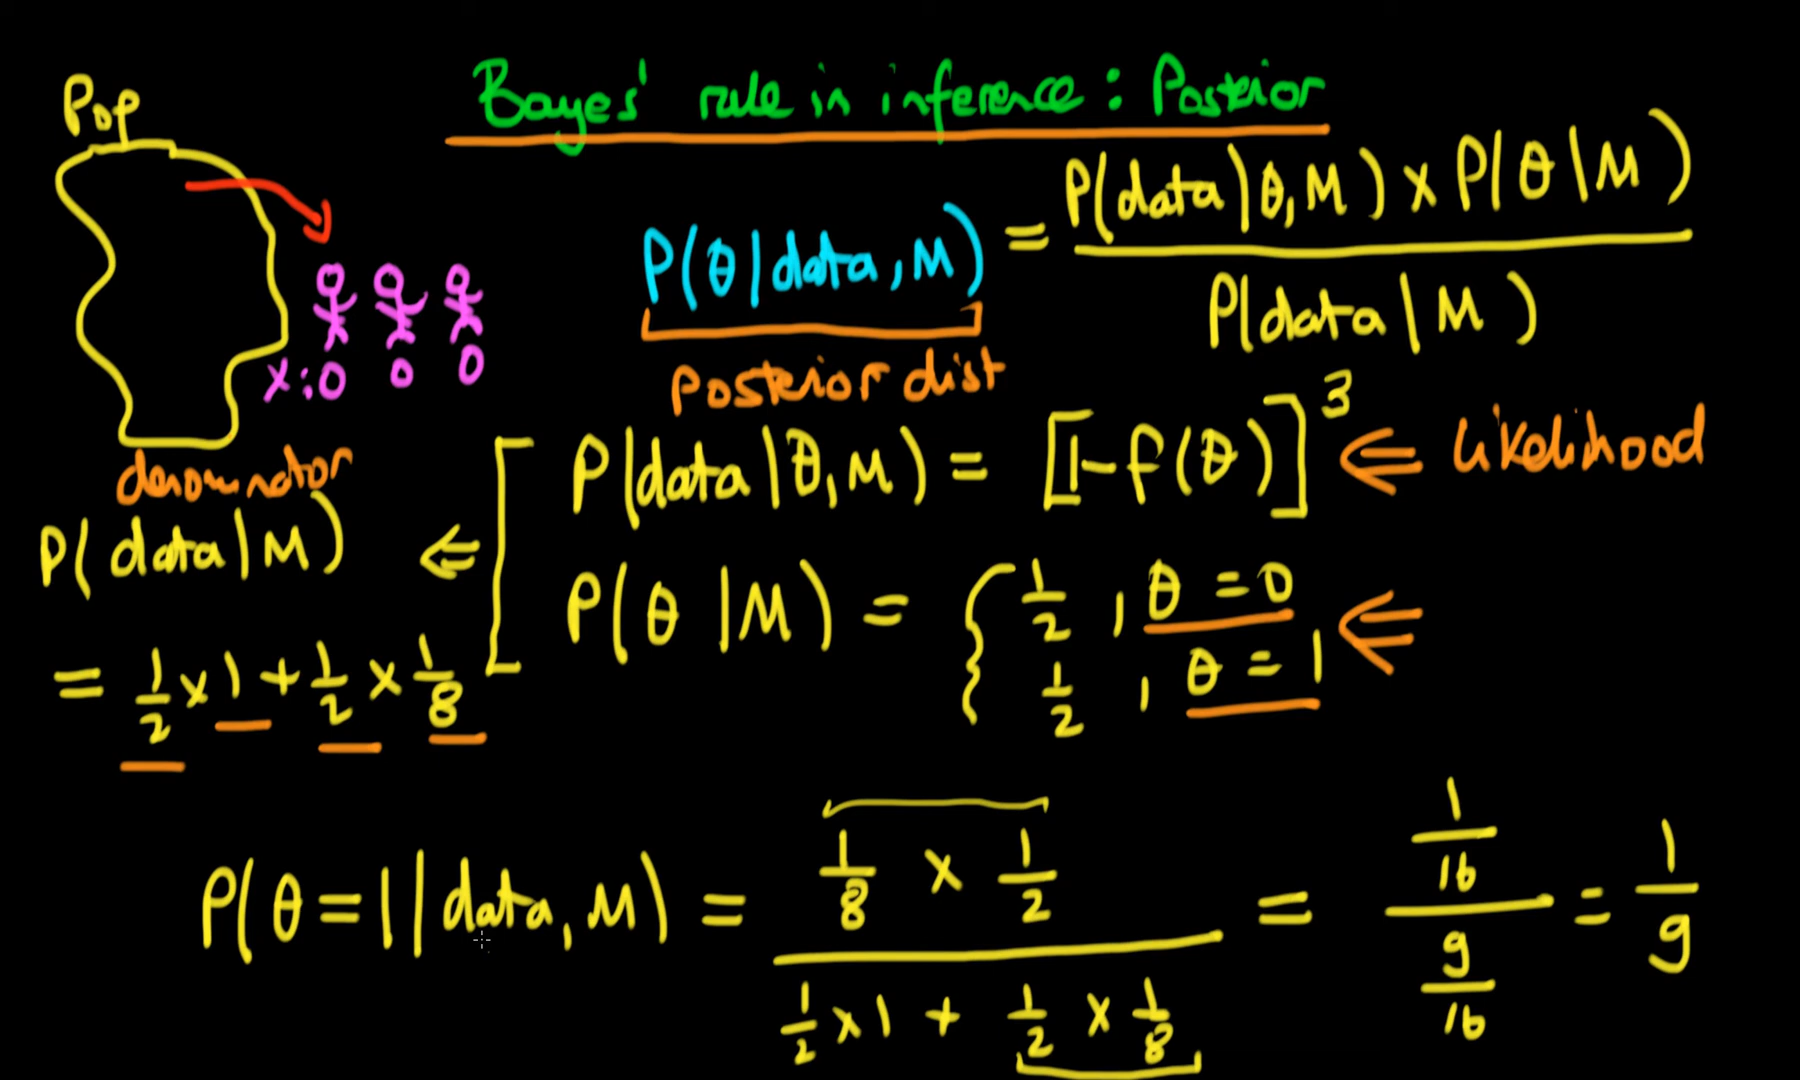 Bayes' rule in inference: Posterior
Pop
P(θ|data, M) = P(data|θ, M) x P(θ|M) / P(data|M)
x: 0 0 0
Posterior dist
P(data|θ, M) = [1-f(θ)]³ ⇐ likelihood
denominator
P(data|M) ⇐
P(θ|M) = { 1/2, θ = 0 ⇐
1/2, θ = 1
= 1/2 x 1 + 1/2 x 1/8
P(θ=1|data, M) = (1/8 x 1/2) / (1/2 x 1 + 1/2 x 1/8) = (1/16) / (9/16) = 1/9